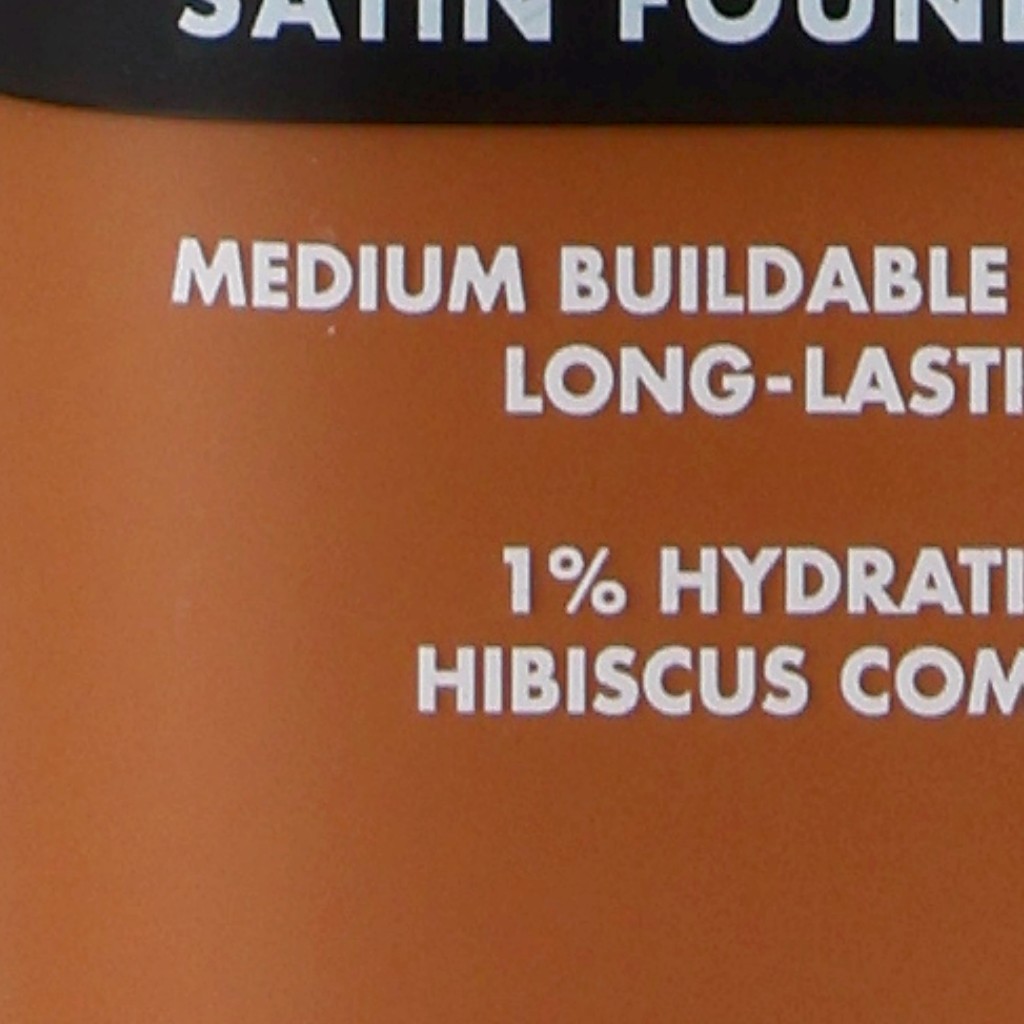 SATIN FOUN
MEDIUM BUILDABLE
LONG-LASTI
1% HYDRATI
HIBISCUS COM